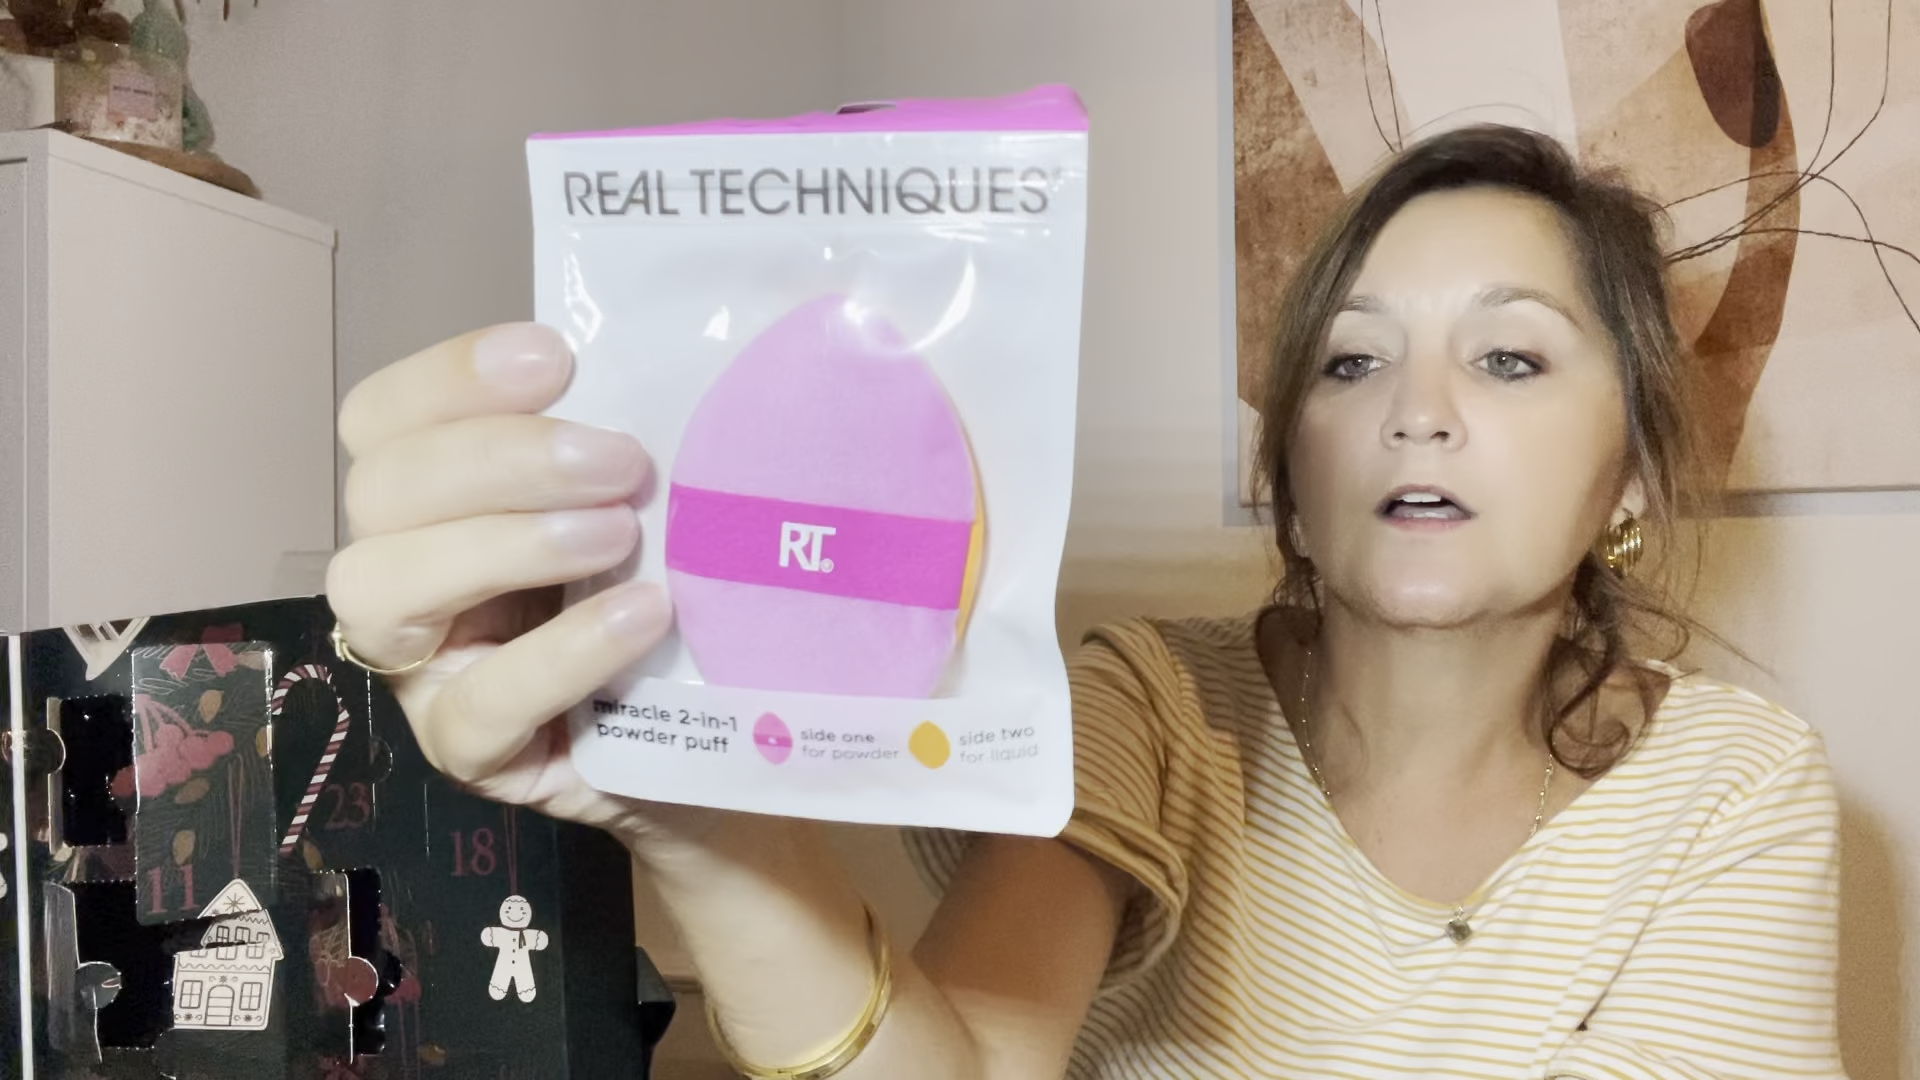 REAL TECHNIQUES
RT®
miracle 2-in-1
powder puff
side one
for powder
side two
for liquid
11
23
18